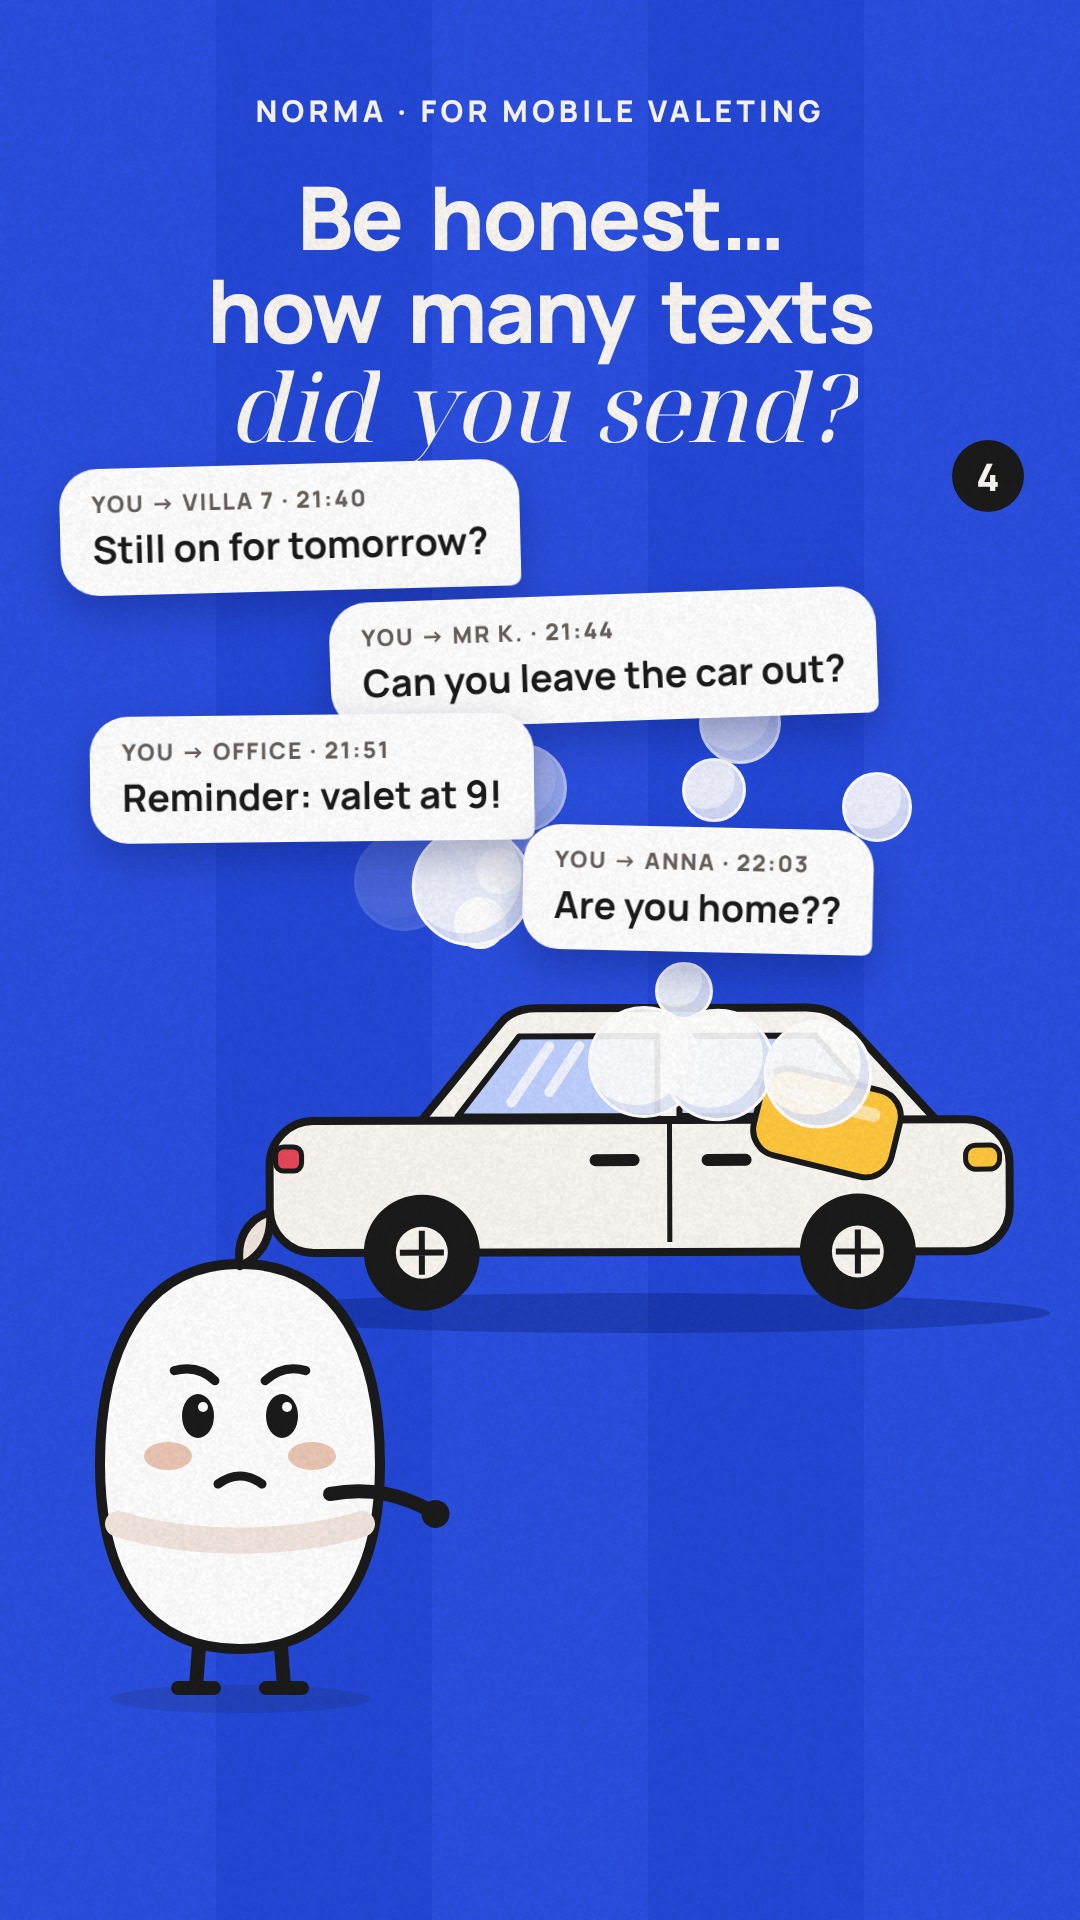 NORMA · FOR MOBILE VALETING
Be honest...
how many texts
did you send?
4
YOU → VILLA 7 · 21:40
Still on for tomorrow?
YOU → MR K. · 21:44
Can you leave the car out?
YOU → OFFICE · 21:51
Reminder: valet at 9!
YOU → ANNA · 22:03
Are you home??